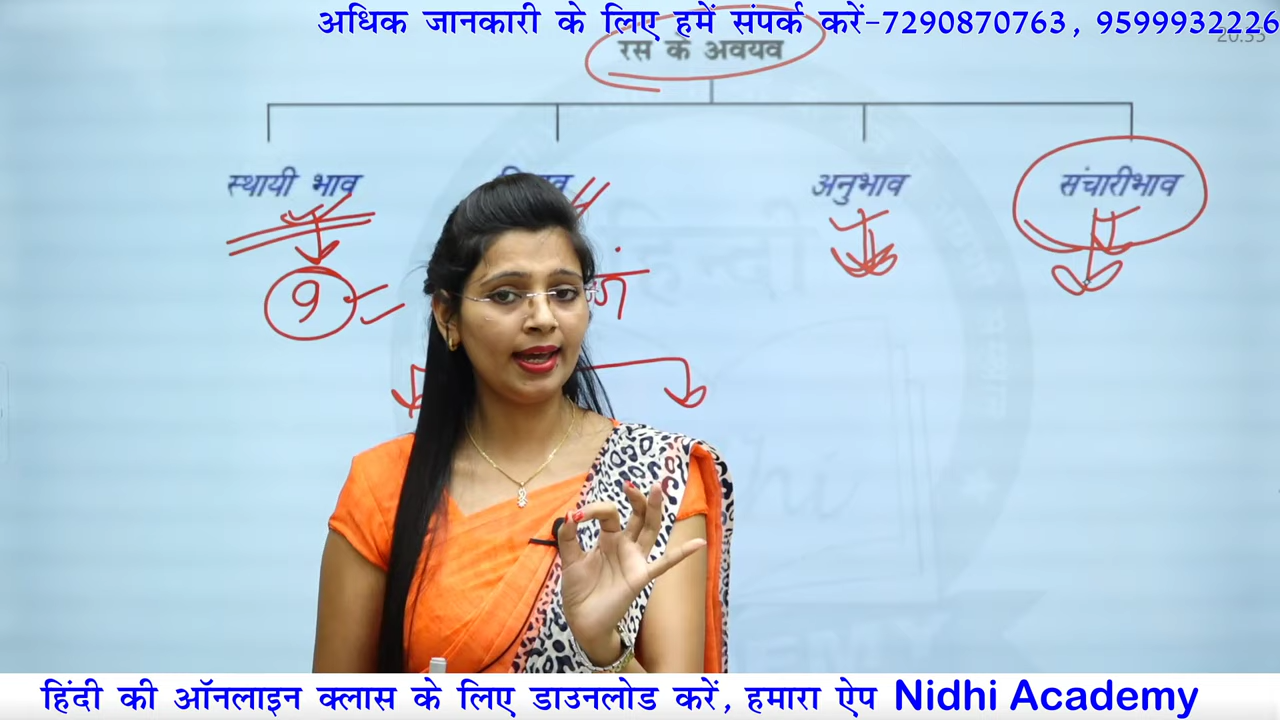 अधिक जानकारी के लिए हमें संपर्क करें-7290870763, 9599932226
रस के अवयव
स्थायी भाव अनुभाव संचारीभाव
9
हिन्दी
हिंदी की ऑनलाइन क्लास के लिए डाउनलोड करें, हमारा ऐप Nidhi Academy